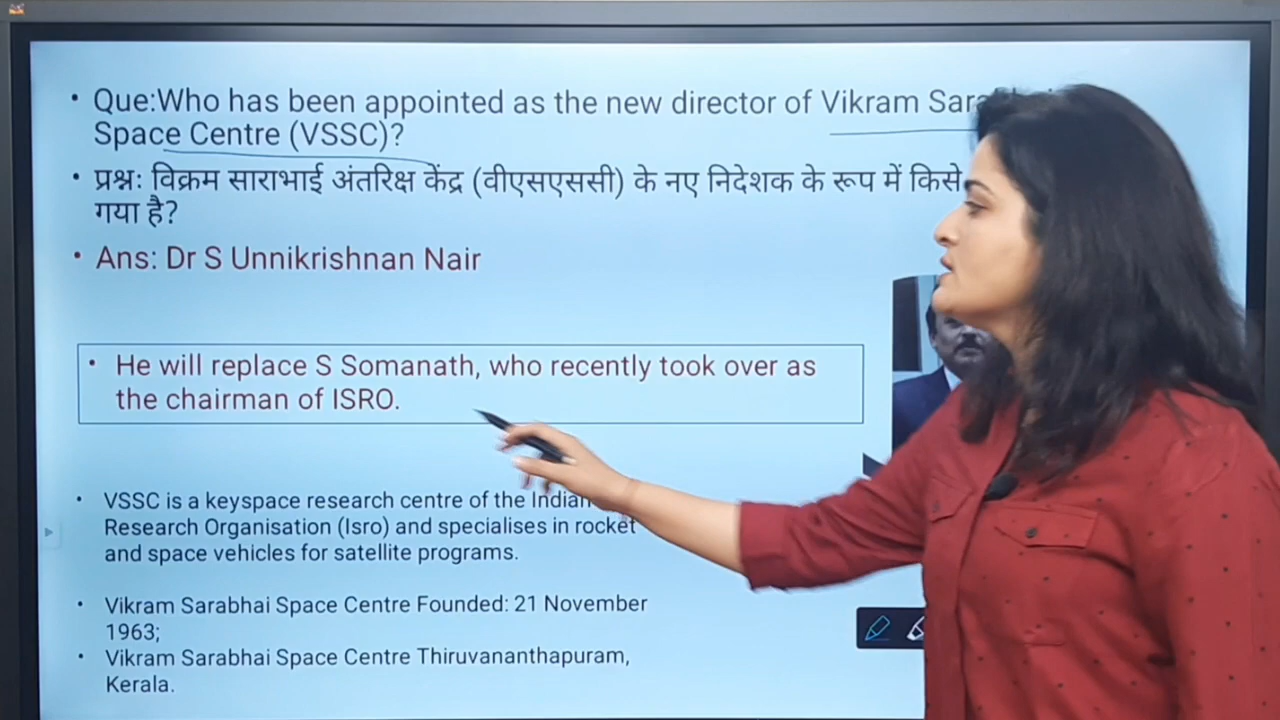 • Que:Who has been appointed as the new director of Vikram
Space Centre (VSSC)?
• प्रश्नः विक्रम साराभाई अंतरिक्ष केंद्र (वीएसएससी) के नए निदेशक के रूप में किसे
गया है?
• Ans: Dr S Unnikrishnan Nair
• He will replace S Somanath, who recently took over as
the chairman of ISRO.
• VSSC is a keyspace research centre of the Indian
Research Organisation (Isro) and specialises in rocket
and space vehicles for satellite programs.
• Vikram Sarabhai Space Centre Founded: 21 November
1963;
• Vikram Sarabhai Space Centre Thiruvananthapuram,
Kerala.